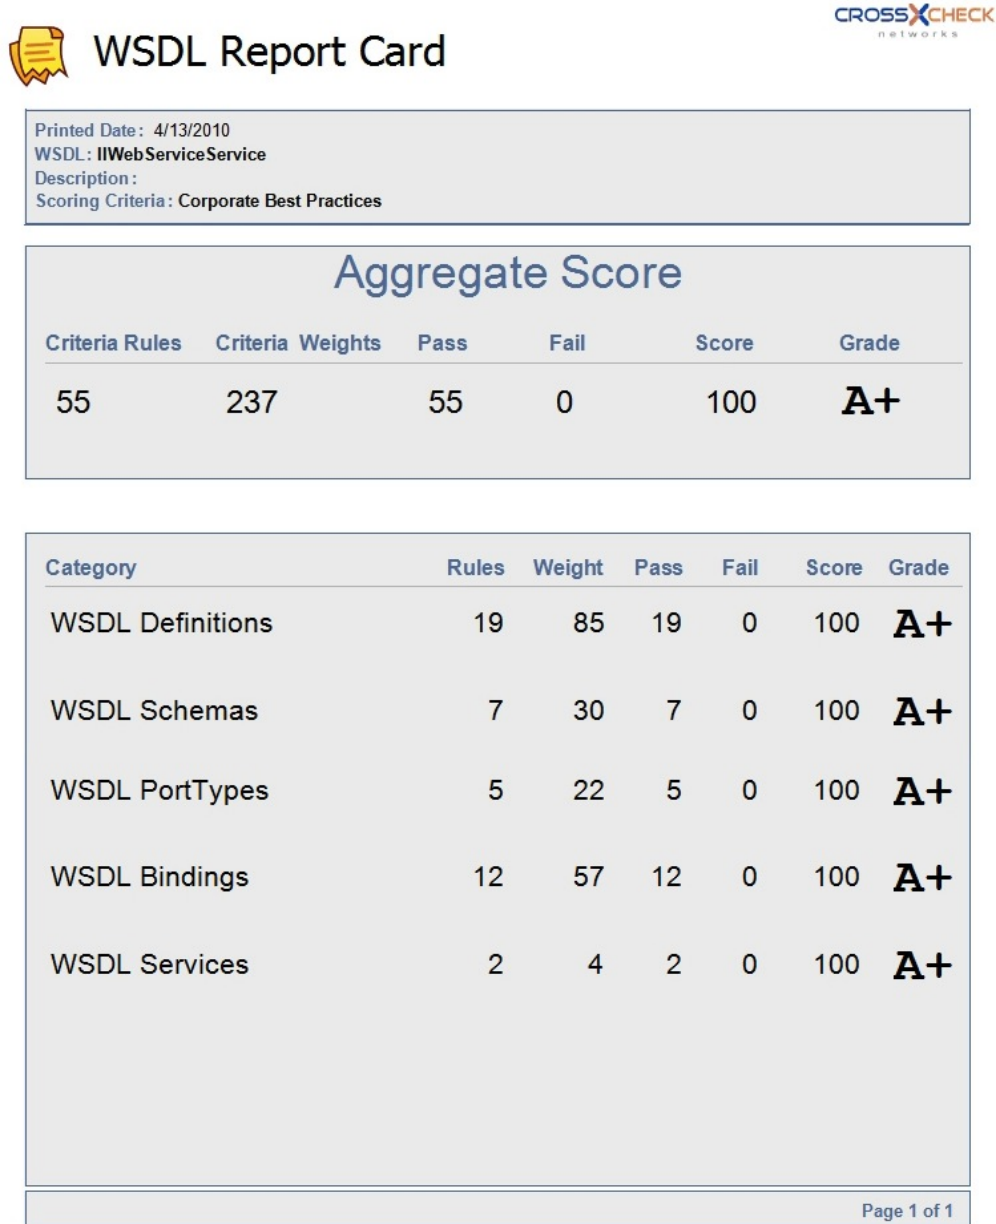 CROSSXCHECK
networks
WSDL Report Card
Printed Date: 4/13/2010
WSDL: IIWebServiceService
Description:
Scoring Criteria: Corporate Best Practices
Aggregate Score
Criteria Rules Criteria Weights Pass Fail Score Grade
55 237 55 0 100 A+
Category Rules Weight Pass Fail Score Grade
WSDL Definitions 19 85 19 0 100 A+
WSDL Schemas 7 30 7 0 100 A+
WSDL PortTypes 5 22 5 0 100 A+
WSDL Bindings 12 57 12 0 100 A+
WSDL Services 2 4 2 0 100 A+
Page 1 of 1